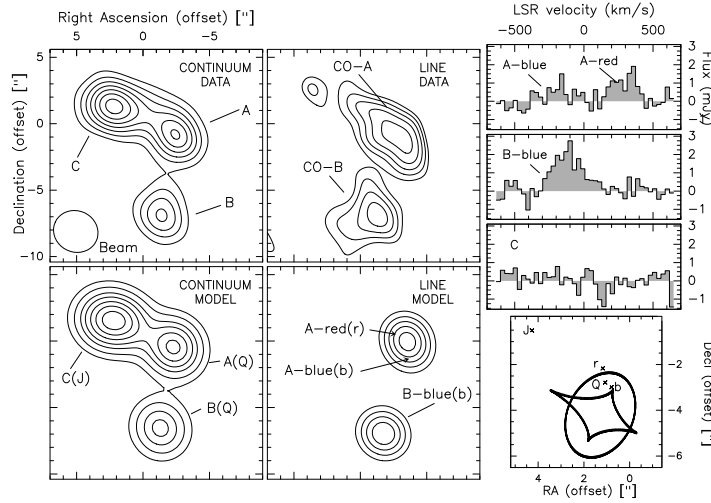 Right Ascension (offset) ["]
5 0 −5
LSR velocity (km/s)
−500 0 500
Declination (offset) ["]
5
0
−5
−10
CONTINUUM
DATA
A
C
B
Beam
LINE
DATA
CO−A
CO−B
A−blue
A−red
3
2
1
0
Flux (mJy)
B−blue
3
2
1
0
−1
C
3
2
1
0
−1
CONTINUUM
MODEL
A(Q)
C(J)
B(Q)
LINE
MODEL
A−red(r)
A−blue(b)
B−blue(b)
J
r
Q
b
−2
−4
−6
Decl (offset) ["]
4 2 0
RA (offset) ["]